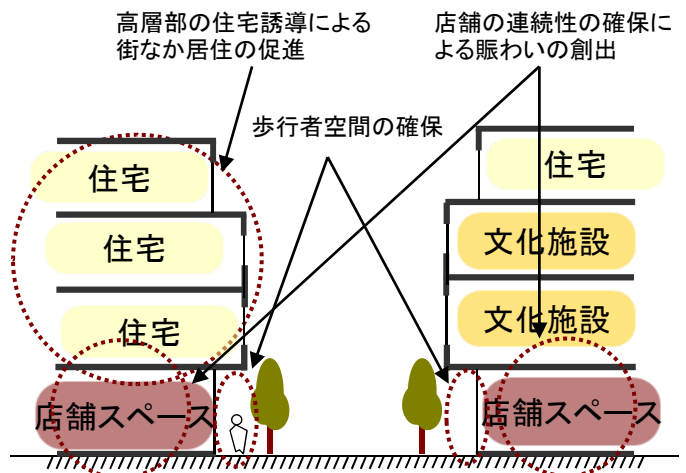 高層部の住宅誘導による
街なか居住の促進
店舗の連続性の確保に
よる賑わいの創出
歩行者空間の確保
住宅
住宅
住宅
店舗スペース
住宅
文化施設
文化施設
店舗スペース